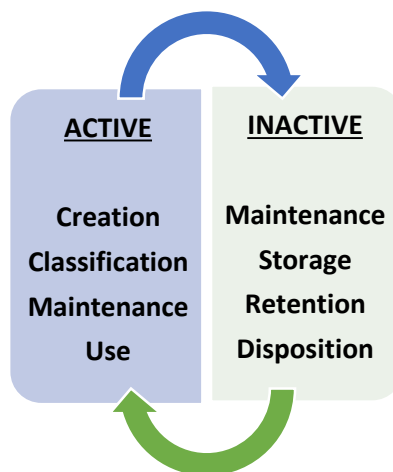 ACTIVE
Creation
Classification
Maintenance
Use
INACTIVE
Maintenance
Storage
Retention
Disposition